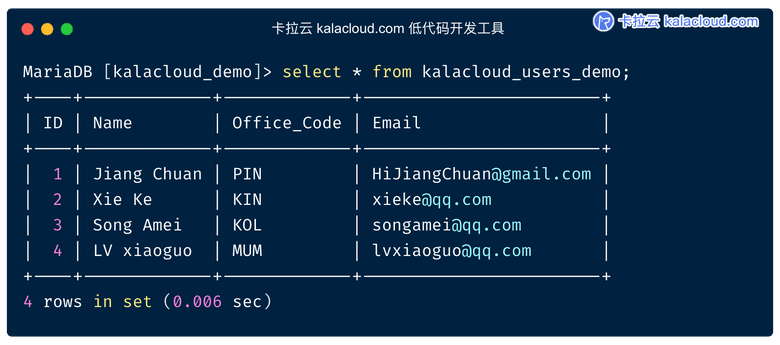 卡拉云 kalacloud.com 低代码开发工具
卡拉云 kalacloud.com
MariaDB [kalacloud_demo]> select * from kalacloud_users_demo;
+----+-------------+-------------+------------------------+
| ID | Name | Office_Code | Email |
+----+-------------+-------------+------------------------+
| 1 | Jiang Chuan | PIN | HiJiangChuan@gmail.com |
| 2 | Xie Ke | KIN | xieke@qq.com |
| 3 | Song Amei | KOL | songamei@qq.com |
| 4 | LV xiaoguo | MUM | lvxiaoguo@qq.com |
+----+-------------+-------------+------------------------+
4 rows in set (0.006 sec)